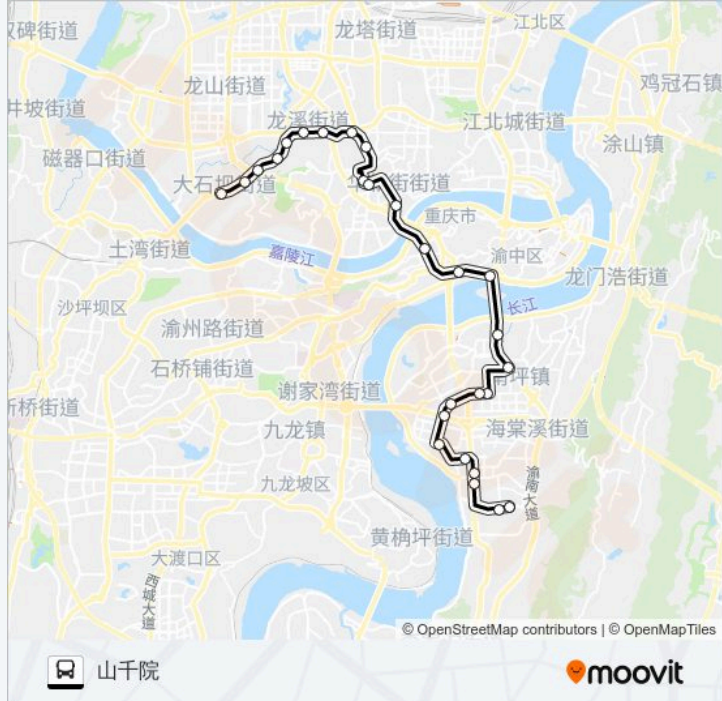 龙塔街道
江北区
龙山街道
鸡冠石镇
井坡街道
龙溪街道
江北城街道
涂山镇
磁器口街道
大石坝街道
街街道
重庆市
土湾街道
嘉陵江
渝中区
龙门浩街道
沙坪坝区
长江
渝州路街道
石桥铺街道
坪镇
谢家湾街道
新桥街道
九龙镇
海棠溪街道
九龙坡区
渝南大道
黄桷坪街道
大渡口区
西城大道
© OpenStreetMap contributors | © OpenMapTiles
山千院
moovit